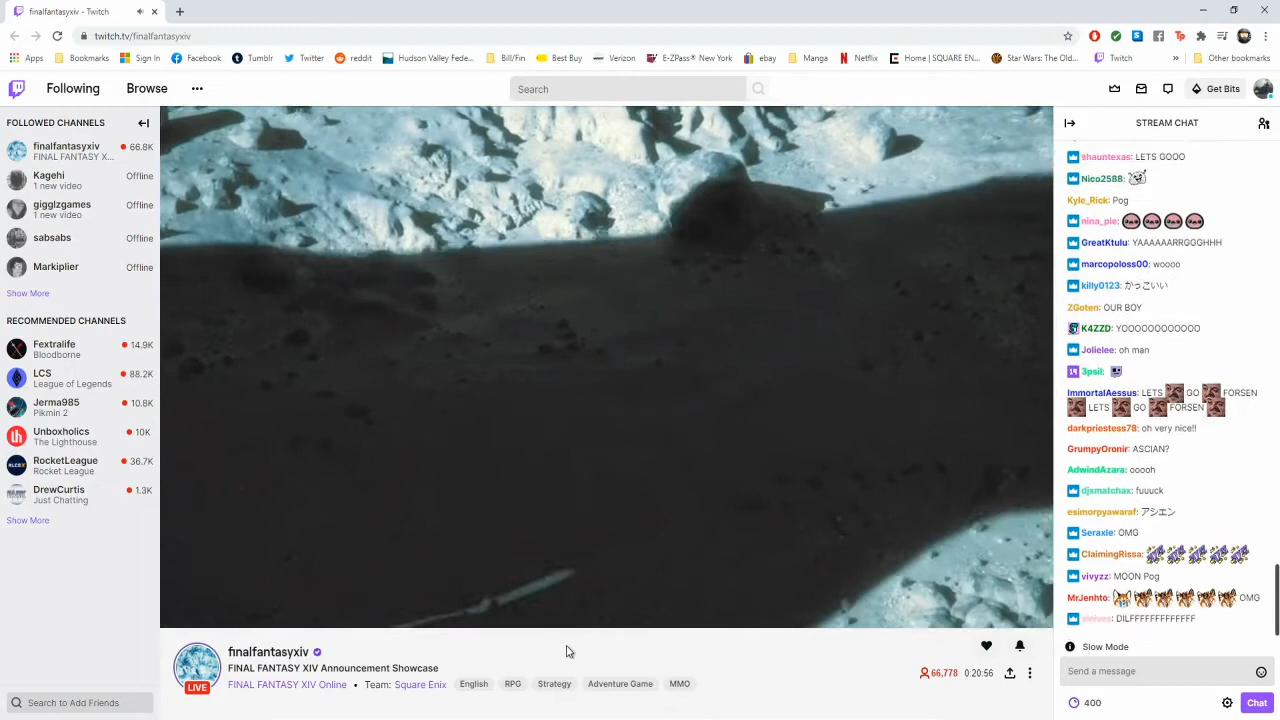 finalfantasyxiv - Twitch
twitch.tv/finalfantasyxiv
Apps Bookmarks Sign In Facebook Tumblr Twitter reddit Hudson Valley Fede... Bill/Fin Best Buy Verizon E-ZPass® New York ebay Manga Netflix Home | SQUARE EN... Star Wars: The Old... Twitch » Other bookmarks
Following Browse Search Get Bits
FOLLOWED CHANNELS
finalfantasyxiv 66.8K
FINAL FANTASY X...
Kagehi Offline
1 new video
gigglzgames Offline
1 new video
sabsabs Offline
Markiplier Offline
Show More
RECOMMENDED CHANNELS
Fextralife 14.9K
Bloodborne
LCS 88.2K
League of Legends
Jerma985 10.8K
Pikmin 2
Unboxholics 10K
The Lighthouse
RocketLeague 36.7K
Rocket League
DrewCurtis 1.3K
Just Chatting
Show More
Search to Add Friends
LIVE
finalfantasyxiv
FINAL FANTASY XIV Announcement Showcase
FINAL FANTASY XIV Online • Team: Square Enix English RPG Strategy Adventure Game MMO
66,778 0:20:56
STREAM CHAT
shauntexas: LETS GOOO
Nico2588:
Kyle_Rick: Pog
nina_pie:
GreatKtulu: YAAAAAARRGGGHHH
marcopoloss00: woooo
killy0123: かっこいい
ZGoten: OUR BOY
K4ZZD: YOOOOOOOOOOOO
Jolielee: oh man
3psil:
ImmortalAessus: LETS GO FORSEN
LETS GO FORSEN
darkpriestess78: oh very nice!!
GrumpyOronir: ASCIAN?
AdwindAzara: ooooh
djxmatchax: fuuuck
esimorpyawaraf: アシエン
Seraxle: OMG
ClaimingRissa:
vivyzz: MOON Pog
MrJenhto: OMG
DILFFFFFFFFFFFFF
Slow Mode
Send a message
400 Chat